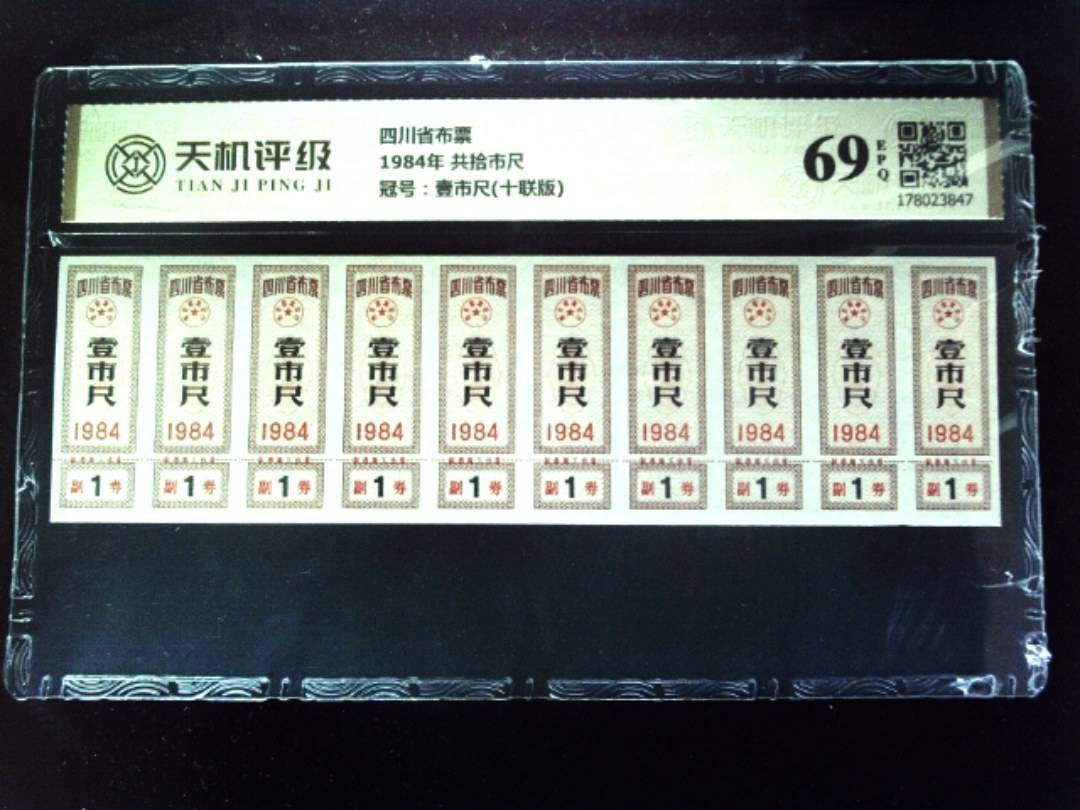 天机评级
TIAN JI PING JI
四川省布票
1984年 共拾市尺
冠号：壹市尺(十联版)
69
EPQ
178023847
四川省布票 四川省布票 四川省布票 四川省布票 四川省布票 四川省布票 四川省布票 四川省布票 四川省布票 四川省布票
壹市尺 壹市尺 壹市尺 壹市尺 壹市尺 壹市尺 壹市尺 壹市尺 壹市尺 壹市尺
1984 1984 1984 1984 1984 1984 1984 1984 1984 1984
副1券 副1券 副1券 副1券 副1券 副1券 副1券 副1券 副1券 副1券